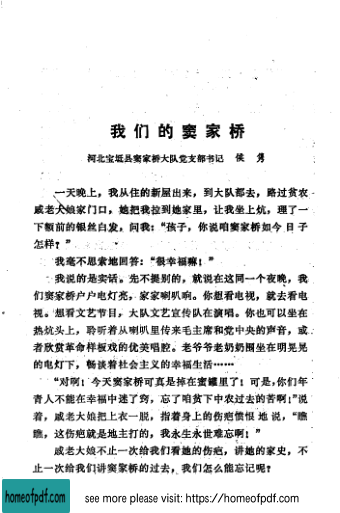 我们的窦家桥
河北宝坻县窦家桥大队党支部书记 侯隽
一天晚上，我从住的新屋出来，到大队部去，路过贫农
戚老大娘家门口，她把我拉到她家里，让我坐上炕，理了一
下额前的银丝白发，问我：“孩子，你说咱窦家桥如今日子
怎样？”
我毫不思索地回答：“很幸福嘛！”
我说的是实话。先不提别的，就说在这同一个夜晚，我
们窦家桥户户电灯亮，家家喇叭响。你想看电视，就去看电
视。想看文艺节目，大队文艺宣传队在演唱。你也可以坐在
热炕头上，聆听着从喇叭里传来毛主席和党中央的声音，或
者欣赏革命样板戏的优美唱腔。老爷爷老奶奶围坐在明晃晃
的电灯下，畅谈着社会主义的幸福生活……
“对啊！今天窦家桥可真是掉在蜜罐里了！可是，你们年
青人不能在幸福中迷了窍，忘了咱贫下中农过去的苦啊！”说
着，戚老大娘把上衣一脱，指着身上的伤疤愤恨地说，“瞧
瞧，这伤疤就是地主打的，我永生永世难忘啊！”
戚老大娘不止一次给我们看她的伤疤，讲她的家史，不
止一次给我们讲窦家桥的过去，我们怎么能忘记呢？
homeofpdf.com
see more please visit: https://homeofpdf.com